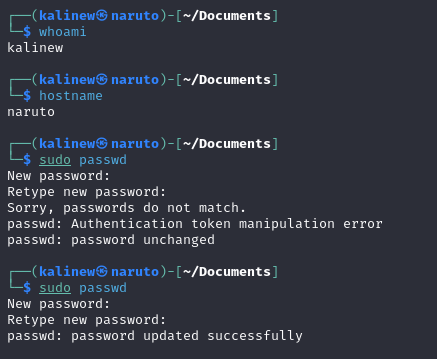 ┌──(kalinew㉿naruto)-[~/Documents]
└─$ whoami
kalinew
┌──(kalinew㉿naruto)-[~/Documents]
└─$ hostname
naruto
┌──(kalinew㉿naruto)-[~/Documents]
└─$ sudo passwd
New password:
Retype new password:
Sorry, passwords do not match.
passwd: Authentication token manipulation error
passwd: password unchanged
┌──(kalinew㉿naruto)-[~/Documents]
└─$ sudo passwd
New password:
Retype new password:
passwd: password updated successfully